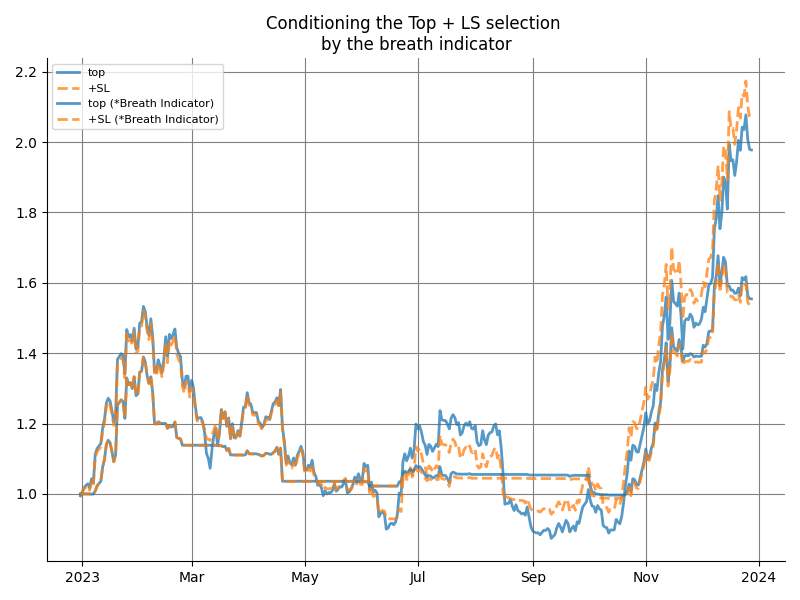 Conditioning the Top + LS selection
by the breath indicator
top
+SL
top (*Breath Indicator)
+SL (*Breath Indicator)
2.2
2.0
1.8
1.6
1.4
1.2
1.0
2023 Mar May Jul Sep Nov 2024